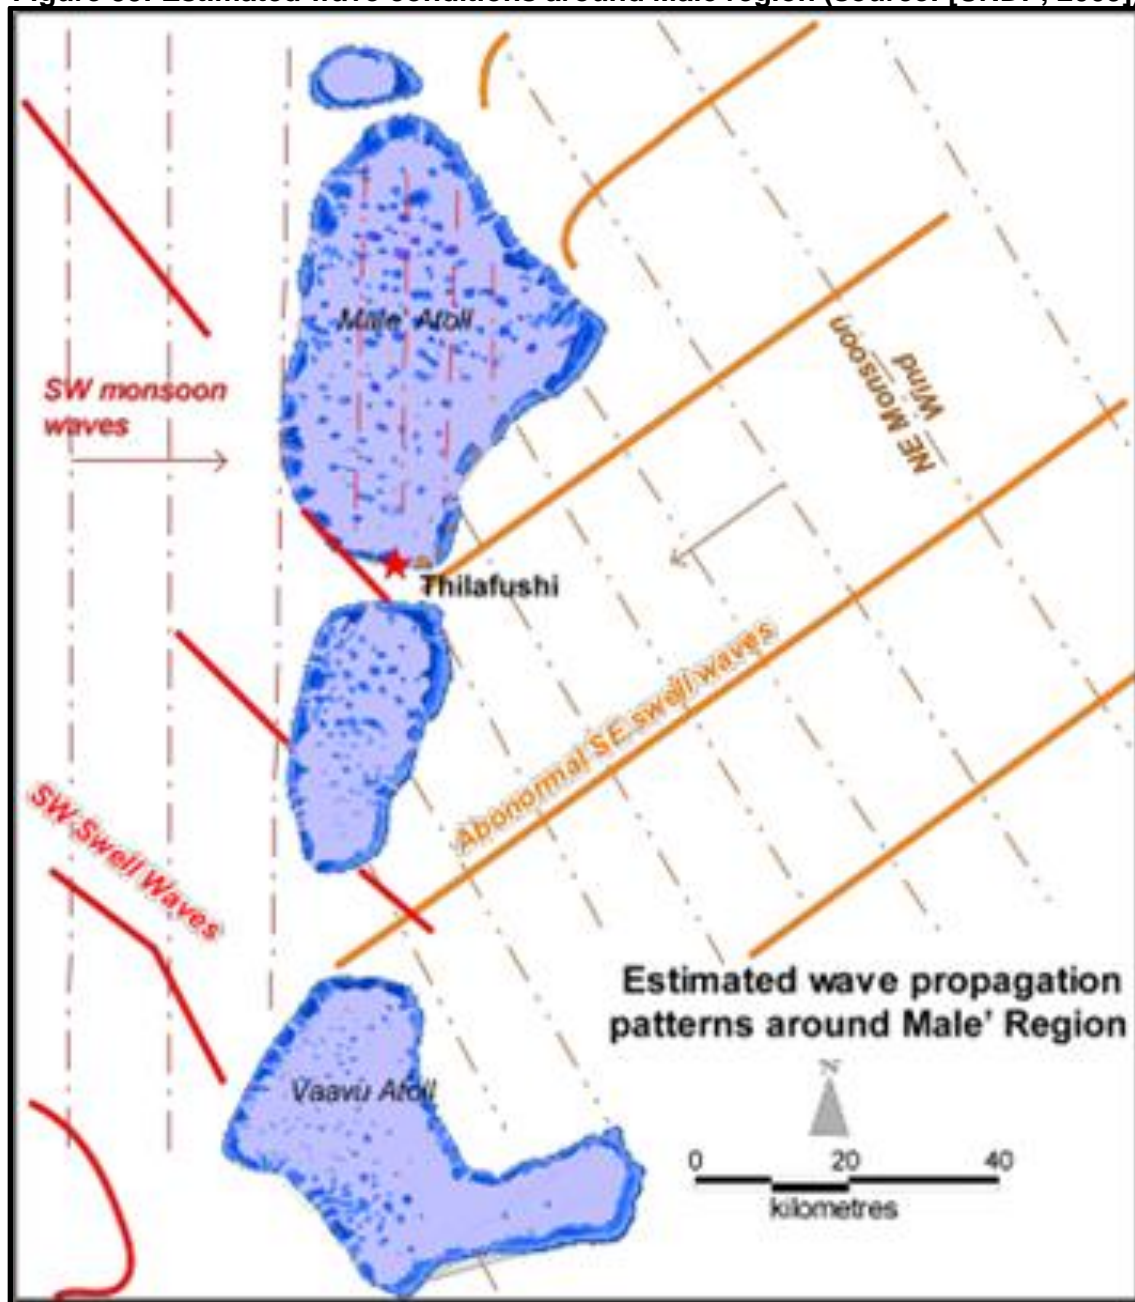 SW monsoon
waves
Male' Atoll
NE Monsoon
Wind
Thilafushi
Abonormal SE swell waves
SW Swell Waves
Estimated wave propagation
patterns around Male' Region
Vaavu Atoll
N
0 20 40
kilometres